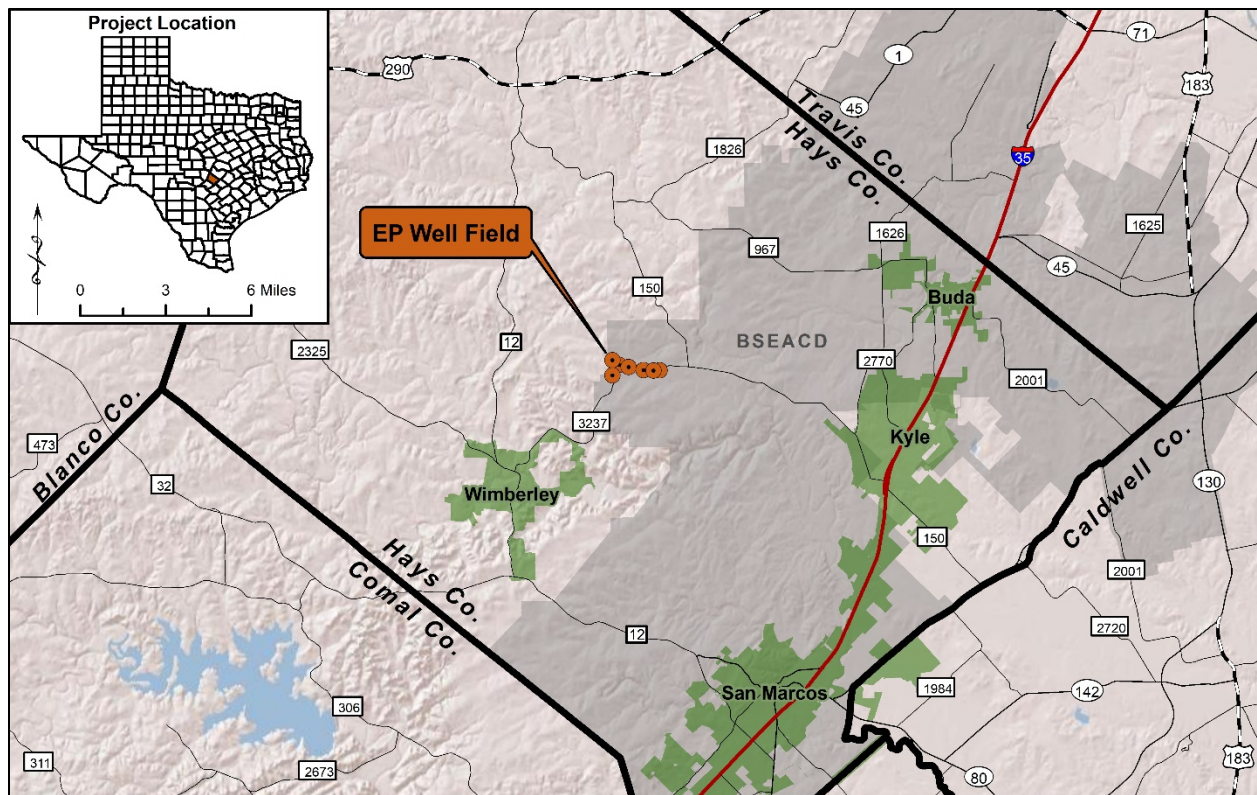 Project Location
0 3 6 Miles
71
1
290
183
45
Travis Co.
Hays Co.
1826
35
EP Well Field
1626
1625
967
45
150
Buda
12
BSEACD
2325
2770
2001
3237
Kyle
473
Blanco Co.
Wimberley
Caldwell Co.
32
130
150
Hays Co.
Comal Co.
2001
12
2720
San Marcos
1984
142
306
311
2673
80
183